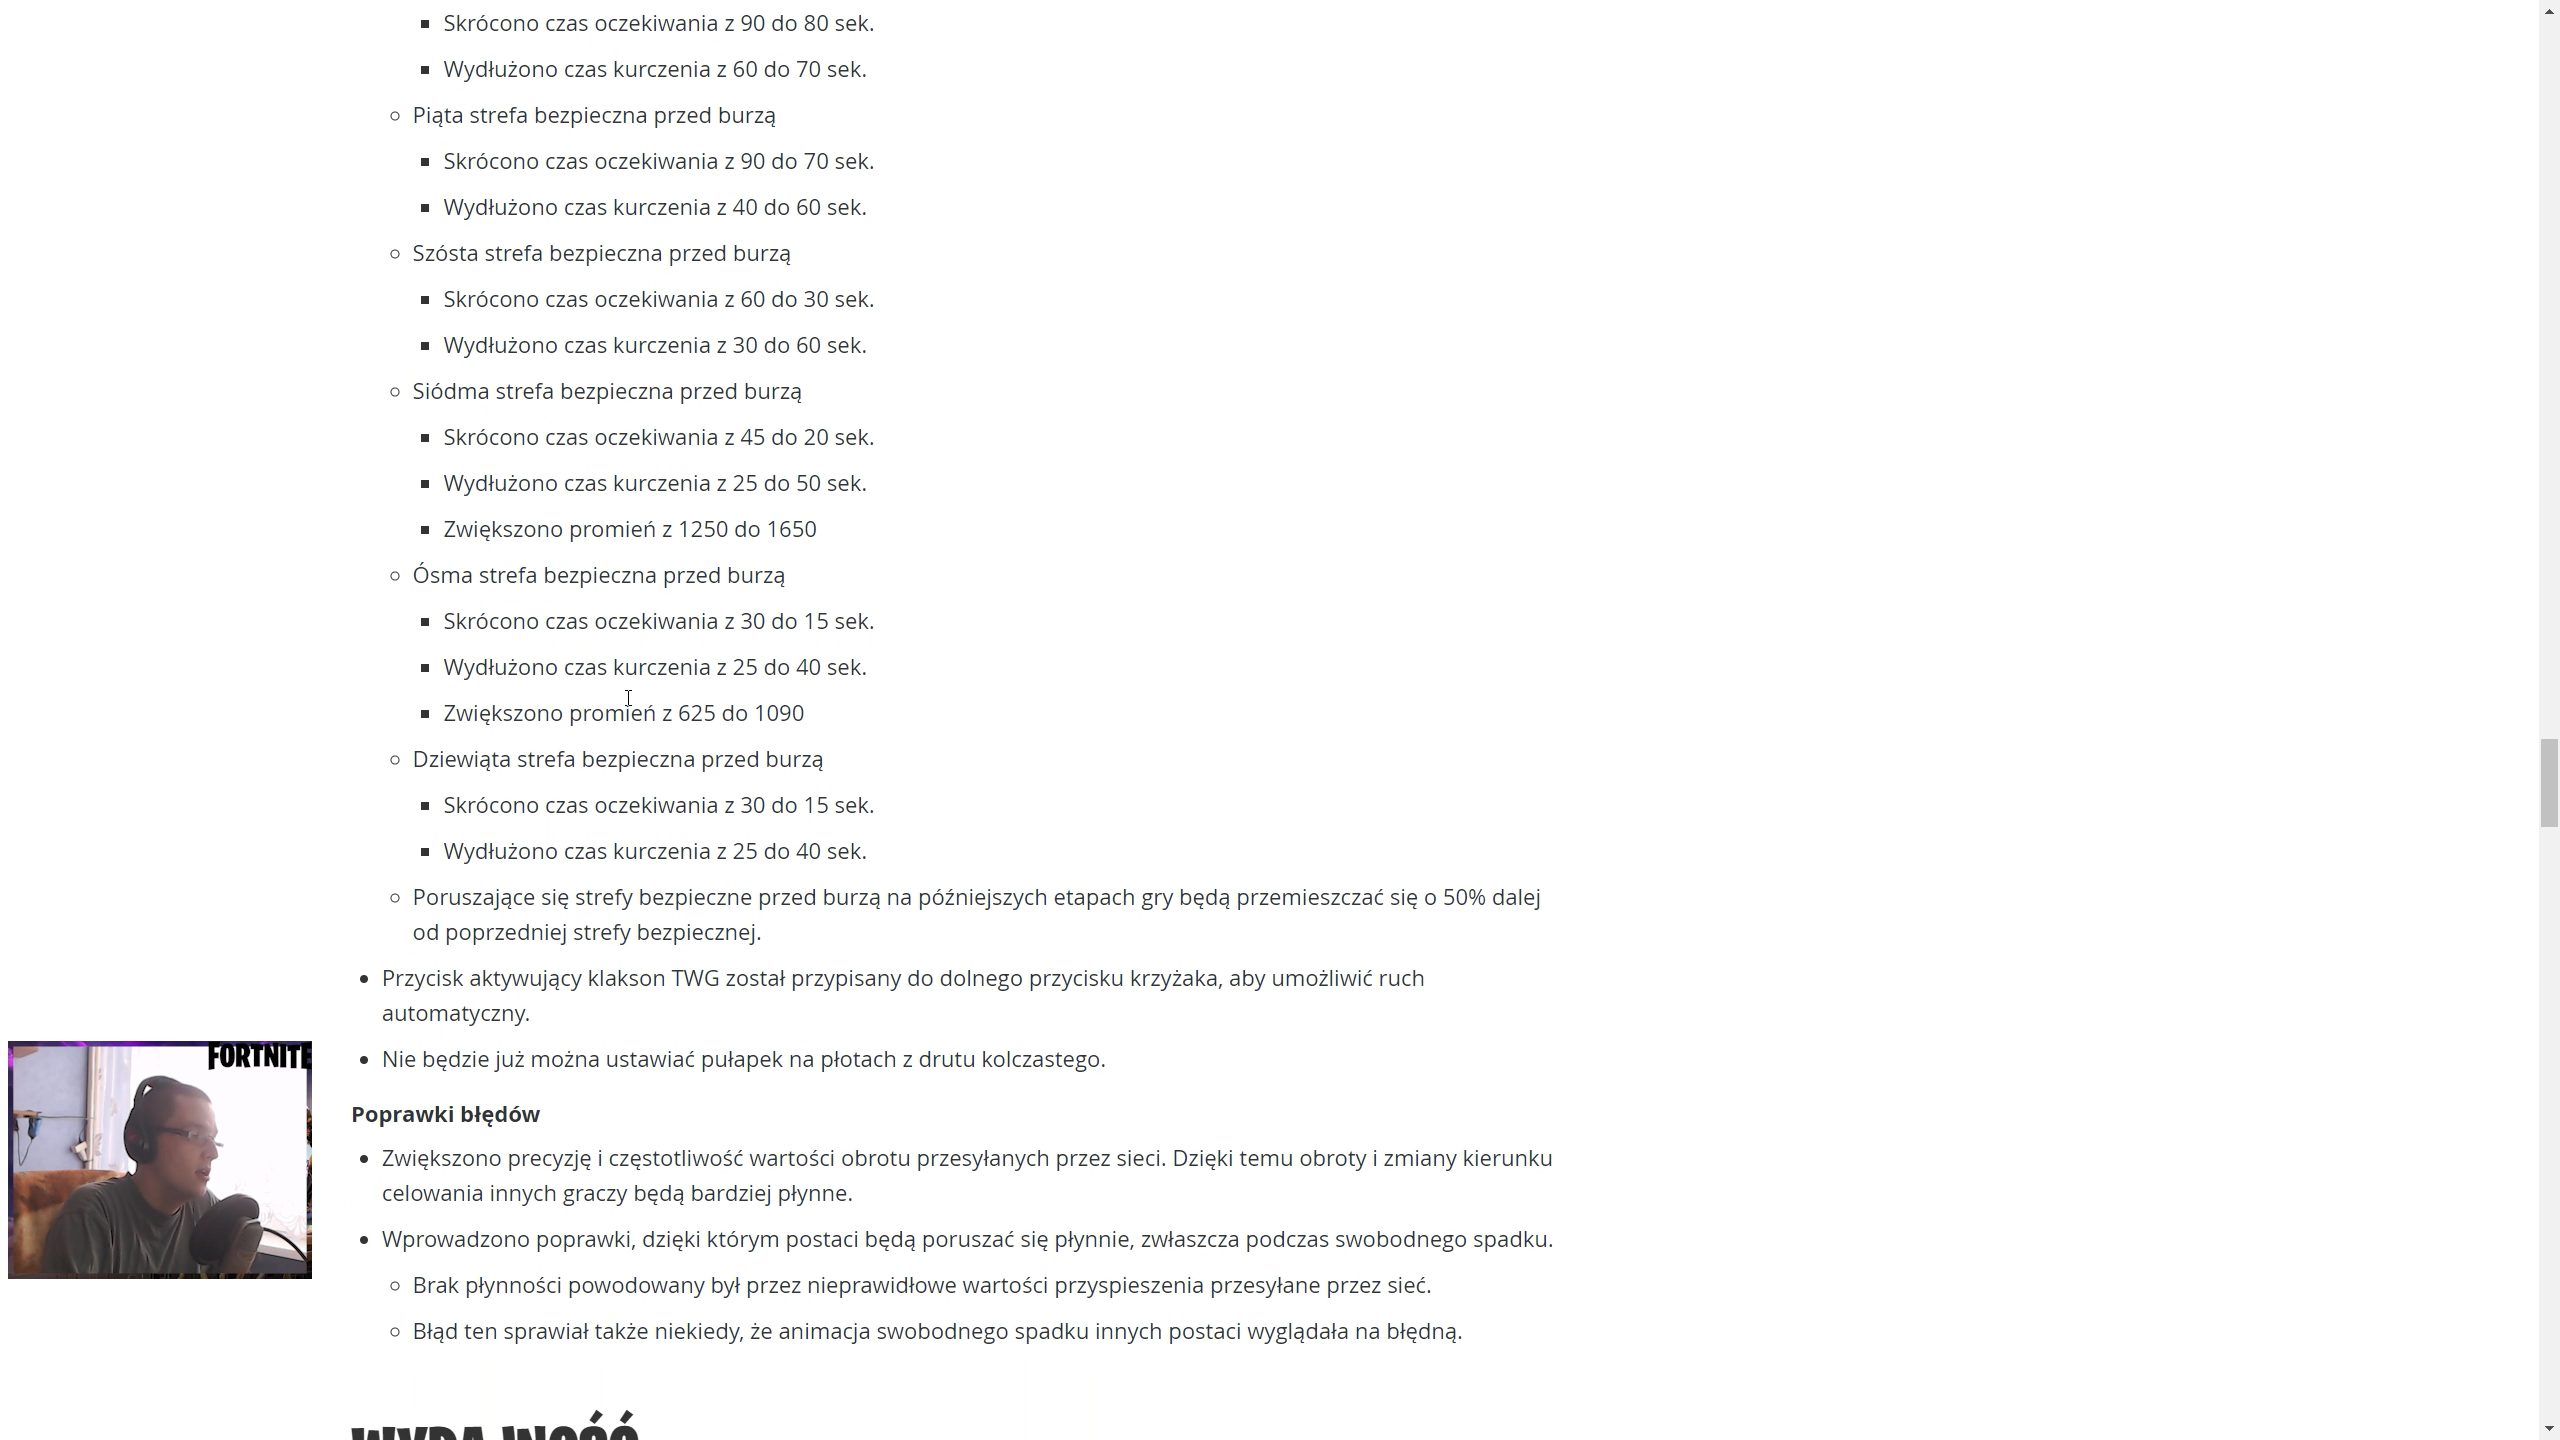 Skrócono czas oczekiwania z 90 do 80 sek.
Wydłużono czas kurczenia z 60 do 70 sek.
Piąta strefa bezpieczna przed burzą
Skrócono czas oczekiwania z 90 do 70 sek.
Wydłużono czas kurczenia z 40 do 60 sek.
Szósta strefa bezpieczna przed burzą
Skrócono czas oczekiwania z 60 do 30 sek.
Wydłużono czas kurczenia z 30 do 60 sek.
Siódma strefa bezpieczna przed burzą
Skrócono czas oczekiwania z 45 do 20 sek.
Wydłużono czas kurczenia z 25 do 50 sek.
Zwiększono promień z 1250 do 1650
Ósma strefa bezpieczna przed burzą
Skrócono czas oczekiwania z 30 do 15 sek.
Wydłużono czas kurczenia z 25 do 40 sek.
Zwiększono promień z 625 do 1090
Dziewiąta strefa bezpieczna przed burzą
Skrócono czas oczekiwania z 30 do 15 sek.
Wydłużono czas kurczenia z 25 do 40 sek.
Poruszające się strefy bezpieczne przed burzą na późniejszych etapach gry będą przemieszczać się o 50% dalej
od poprzedniej strefy bezpiecznej.
Przycisk aktywujący klakson TWG został przypisany do dolnego przycisku krzyżaka, aby umożliwić ruch
automatyczny.
Nie będzie już można ustawiać pułapek na płotach z drutu kolczastego.
Poprawki błędów
Zwiększono precyzję i częstotliwość wartości obrotu przesyłanych przez sieci. Dzięki temu obroty i zmiany kierunku
celowania innych graczy będą bardziej płynne.
Wprowadzono poprawki, dzięki którym postaci będą poruszać się płynnie, zwłaszcza podczas swobodnego spadku.
Brak płynności powodowany był przez nieprawidłowe wartości przyspieszenia przesyłane przez sieć.
Błąd ten sprawiał także niekiedy, że animacja swobodnego spadku innych postaci wyglądała na błędną.
FORTNITE